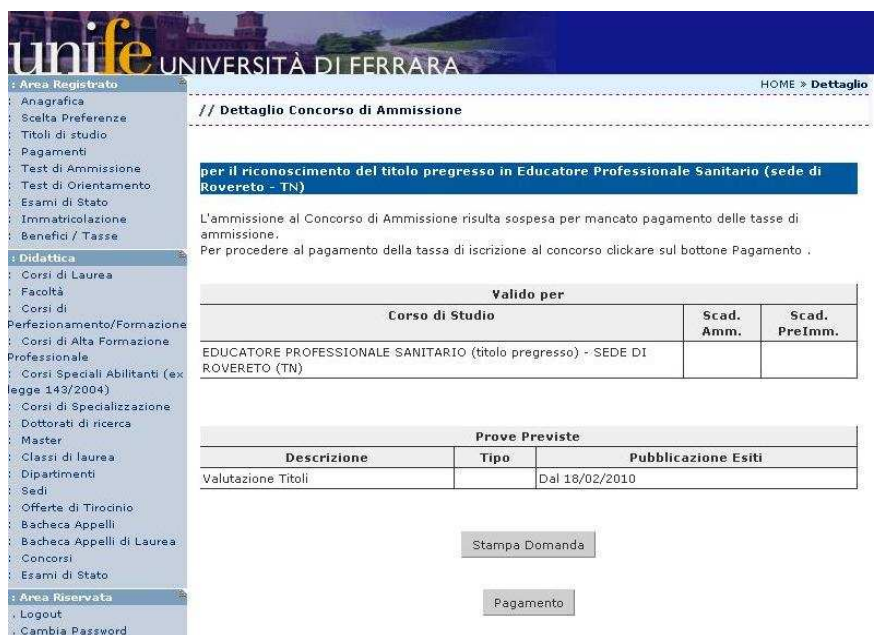 unife UNIVERSITÀ DI FERRARA
HOME » Dettaglio
: Area Registrato
: Anagrafica
: Scelta Preferenze
: Titoli di studio
: Pagamenti
: Test di Ammissione
: Test di Orientamento
: Esami di Stato
: Immatricolazione
: Benefici / Tasse
: Didattica
: Corsi di Laurea
: Facoltà
: Corsi di
Perfezionamento/Formazione
: Corsi di Alta Formazione
Professionale
: Corsi Speciali Abilitanti (ex
legge 143/2004)
: Corsi di Specializzazione
: Dottorati di ricerca
: Master
: Classi di laurea
: Dipartimenti
: Sedi
: Offerte di Tirocinio
: Bacheca Appelli
: Bacheca Appelli di Laurea
: Concorsi
: Esami di Stato
: Area Riservata
. Logout
. Cambia Password
// Dettaglio Concorso di Ammissione
per il riconoscimento del titolo pregresso in Educatore Professionale Sanitario (sede di
Rovereto - TN)
L'ammissione al Concorso di Ammissione risulta sospesa per mancato pagamento delle tasse di
ammissione.
Per procedere al pagamento della tassa di iscrizione al concorso clickare sul bottone Pagamento .
Valido per
Corso di Studio Scad. Amm. Scad. PreImm.
EDUCATORE PROFESSIONALE SANITARIO (titolo pregresso) - SEDE DI
ROVERETO (TN)
Prove Previste
Descrizione Tipo Pubblicazione Esiti
Valutazione Titoli Dal 18/02/2010
Stampa Domanda
Pagamento